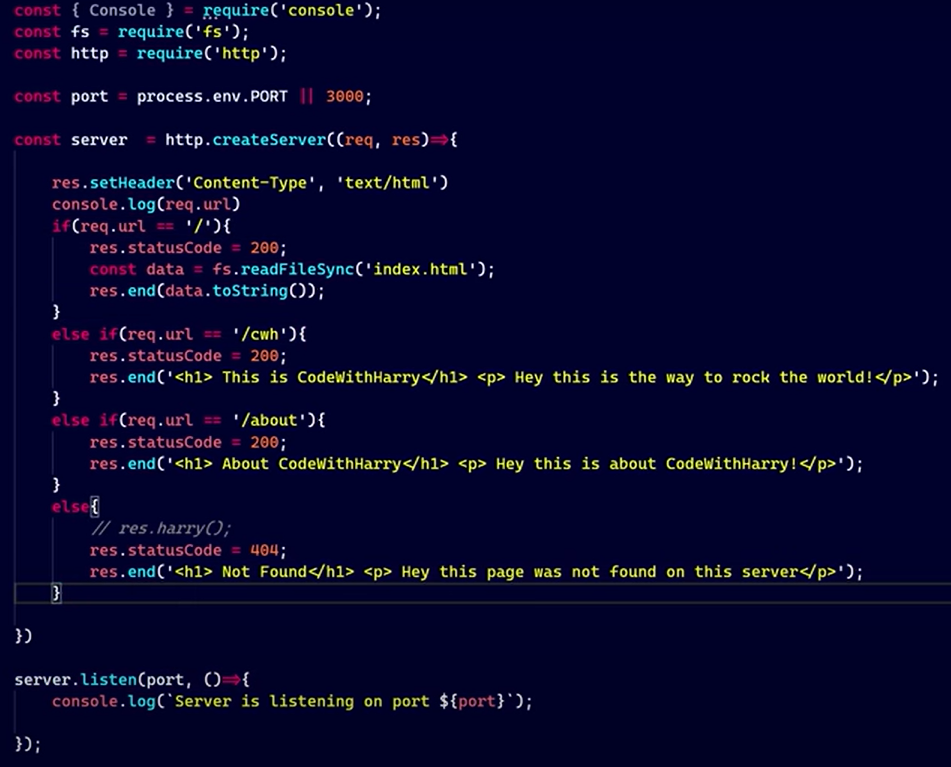 const { Console } = require('console');
const fs = require('fs');
const http = require('http');
const port = process.env.PORT || 3000;
const server  = http.createServer((req, res)=>{
    res.setHeader('Content-Type', 'text/html')
    console.log(req.url)
    if(req.url == '/'){
        res.statusCode = 200;
        const data = fs.readFileSync('index.html');
        res.end(data.toString());
    }
    else if(req.url == '/cwh'){
        res.statusCode = 200;
        res.end('<h1> This is CodeWithHarry</h1> <p> Hey this is the way to rock the world!</p>');
    }
    else if(req.url == '/about'){
        res.statusCode = 200;
        res.end('<h1> About CodeWithHarry</h1> <p> Hey this is about CodeWithHarry!</p>');
    }
    else{
        // res.harry();
        res.statusCode = 404;
        res.end('<h1> Not Found</h1> <p> Hey this page was not found on this server</p>');
    }
})
server.listen(port, ()=>{
    console.log(`Server is listening on port ${port}`);
});